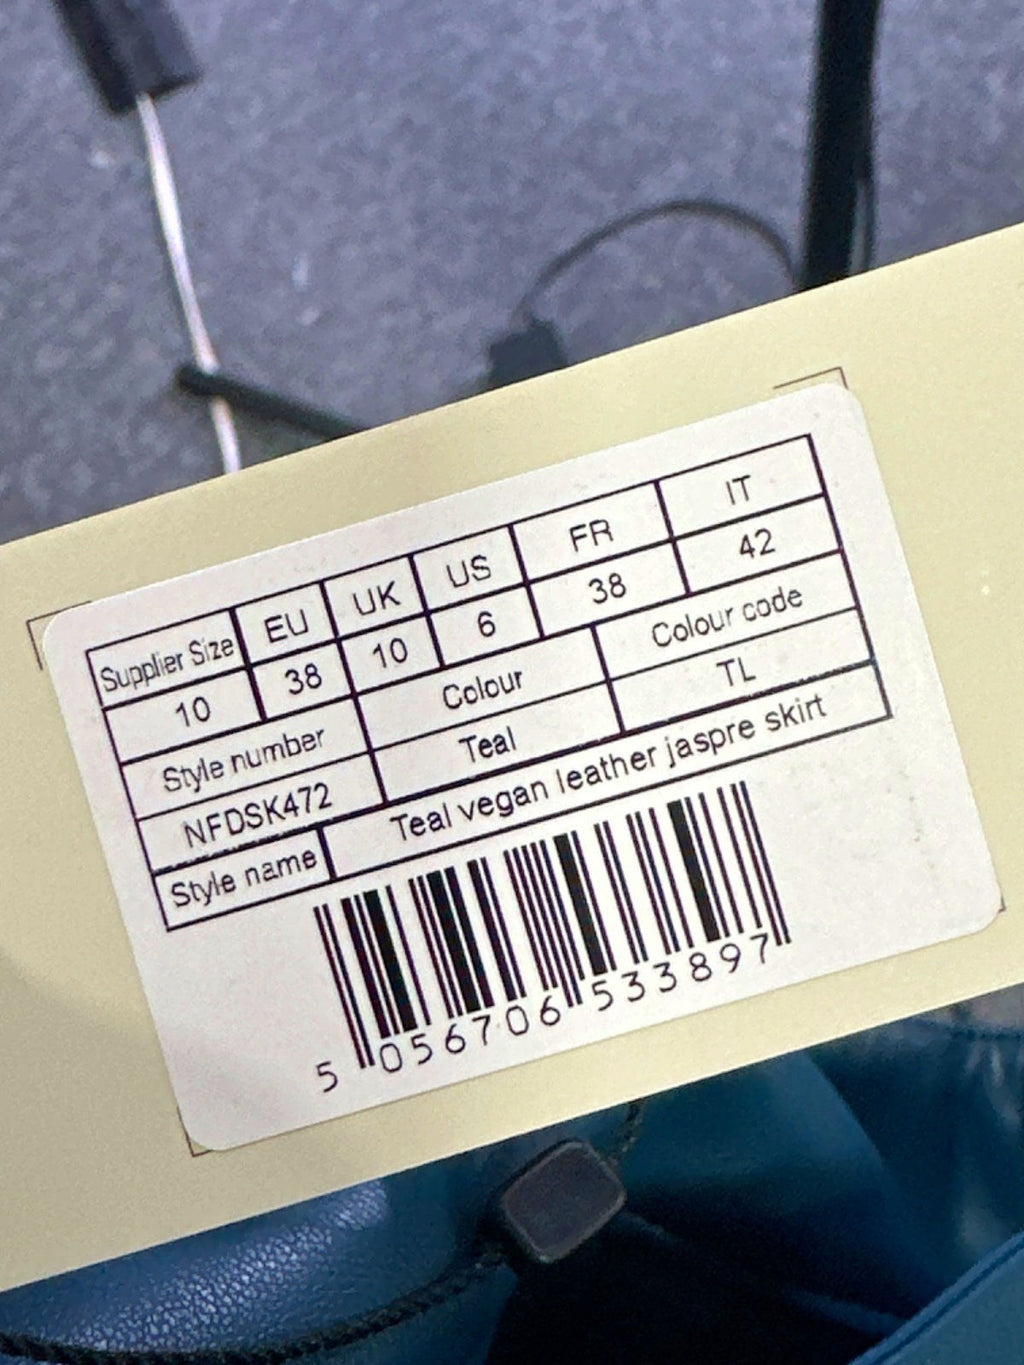 Supplier Size EU UK US FR IT
10 38 10 6 38 42
Style number Colour Colour code
NFDSK472 Teal TL
Style name Teal vegan leather jaspre skirt
5 056706 533897